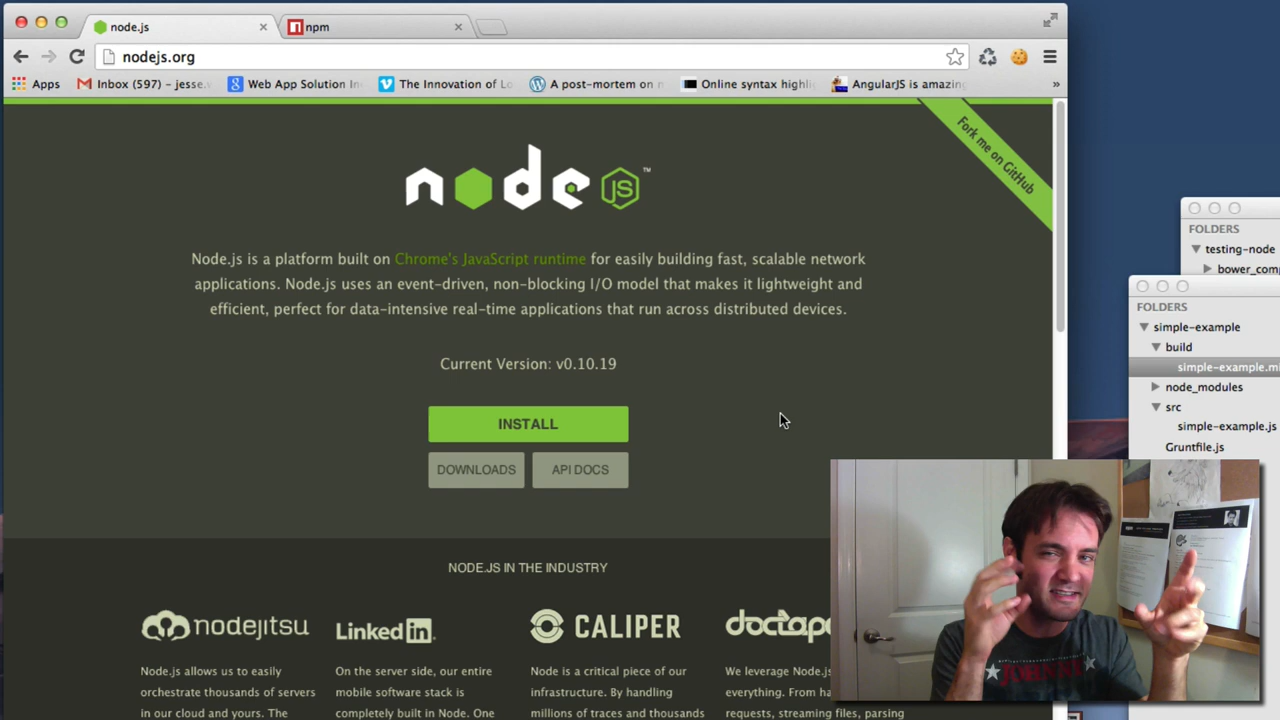 node.js
npm
nodejs.org
Apps
Inbox (597) - jesse.
Web App Solution
The Innovation of
A post-mortem on
Online syntax
AngularJS is
Fork me on GitHub
node JS ™
Node.js is a platform built on Chrome's JavaScript runtime for easily building fast, scalable network
applications. Node.js uses an event-driven, non-blocking I/O model that makes it lightweight and
efficient, perfect for data-intensive real-time applications that run across distributed devices.
Current Version: v0.10.19
INSTALL
DOWNLOADS
API DOCS
NODE.JS IN THE INDUSTRY
nodejitsu
Linked in
CALIPER
Node.js allows us to easily
orchestrate thousands of servers
in our cloud and yours. The
On the server side, our entire
mobile software stack is
completely built in Node. One
Node is a critical piece of our
infrastructure. By handling
millions of traces and thousands
We leverage Node.js
everything. From
requests, streaming files, parsing
FOLDERS
testing-node
FOLDERS
simple-example
build
simple-example.
node_modules
src
simple-example.js
Gruntfile.js